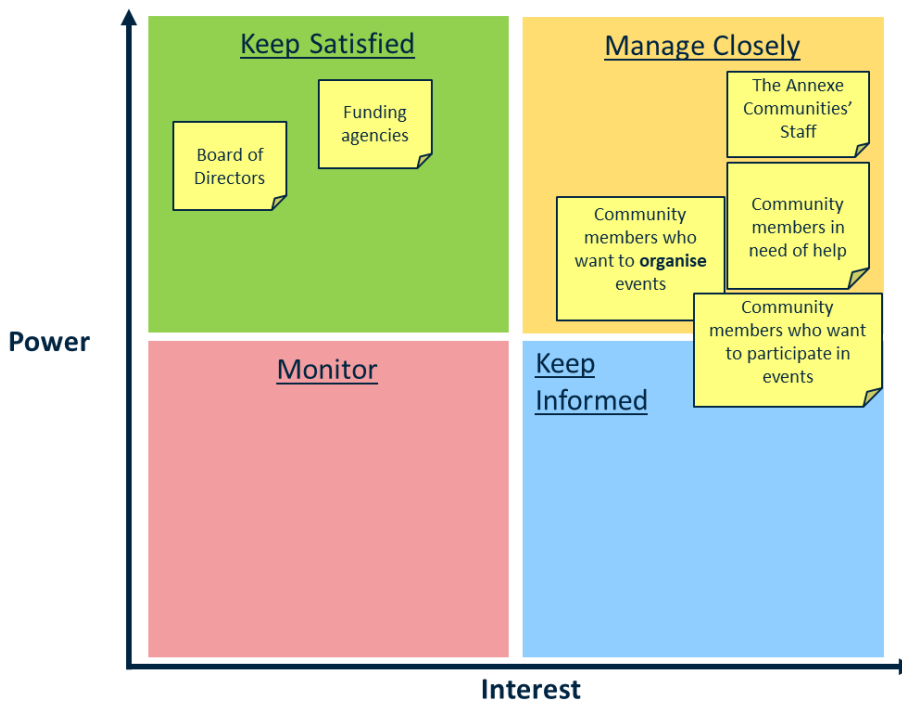 Keep Satisfied
Manage Closely
Funding
agencies
Board of
Directors
The Annexe
Communities’
Staff
Community
members who
want to organise
events
Community
members in
need of help
Community
members who want
to participate in
events
Power
Monitor
Keep
Informed
Interest